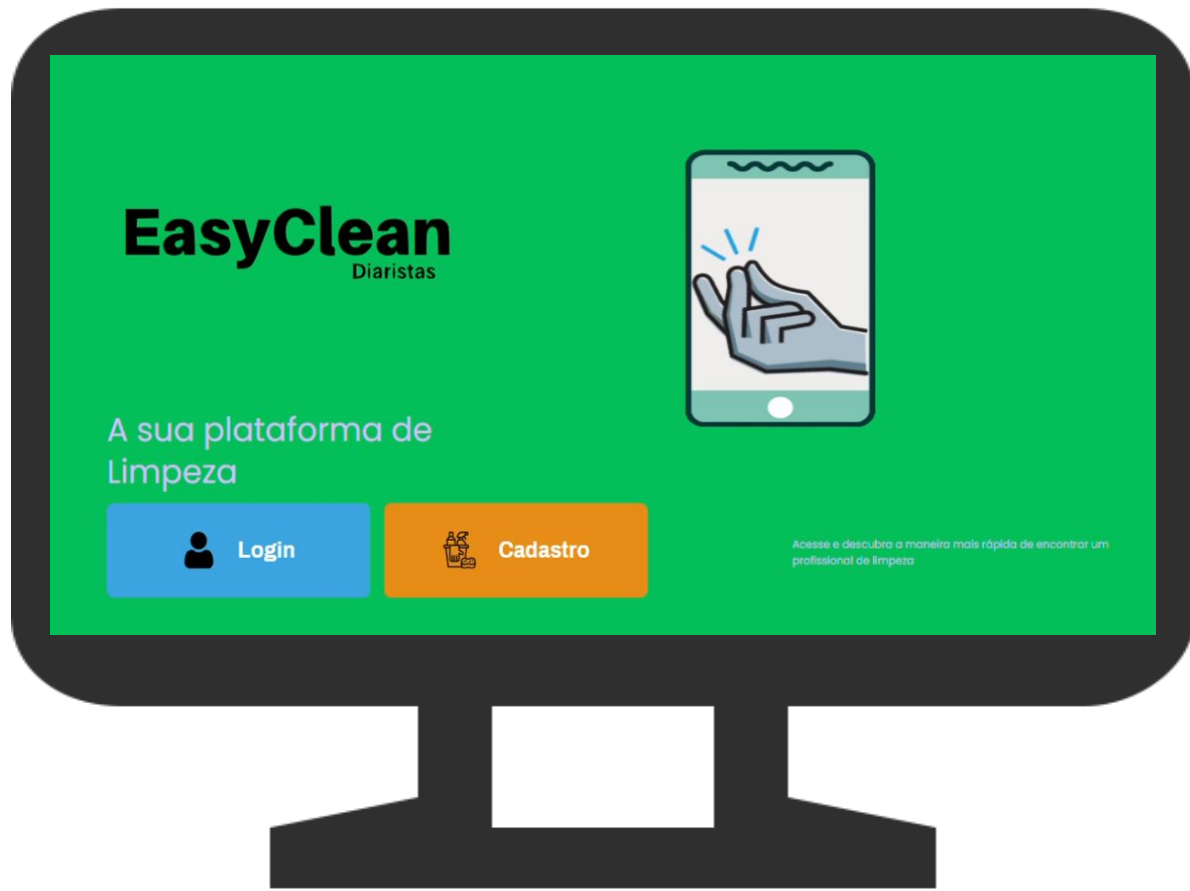 EasyClean
Diaristas
A sua plataforma de
Limpeza
Login
Cadastro
Acesse e descubra a maneira mais rápida de encontrar um
profissional de limpeza